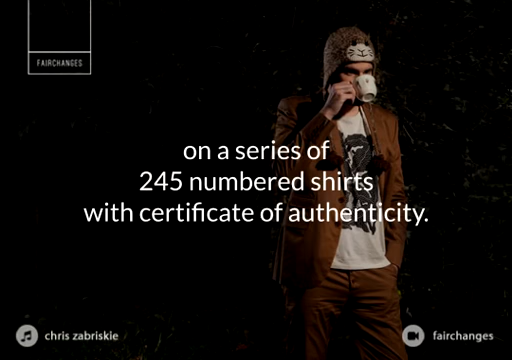 FAIRCHANGES
on a series of
245 numbered shirts
with certificate of authenticity.
chris zabriskie
fairchanges